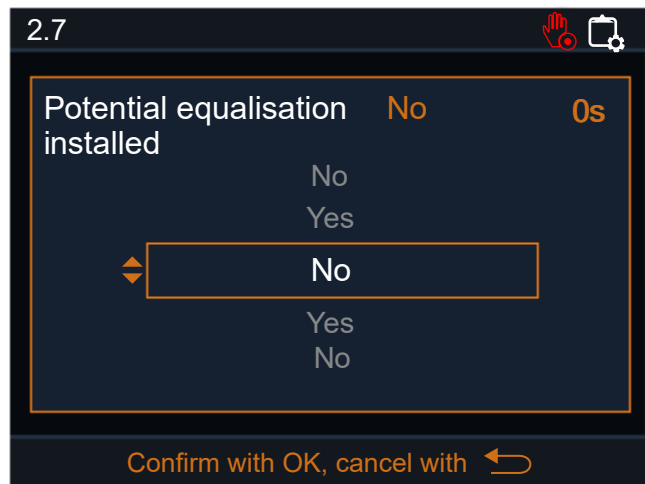 2.7
Potential equalisation No 0s
installed
No
Yes
No
Yes
No
Confirm with OK, cancel with